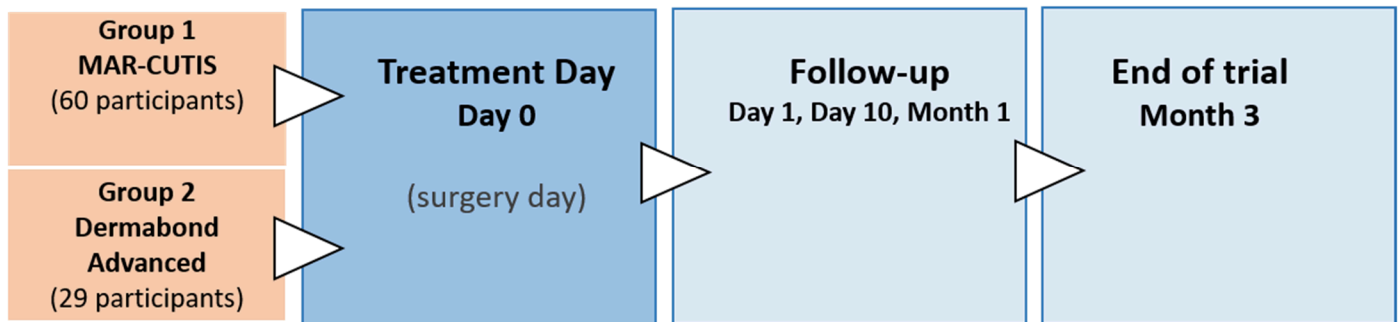 Group 1
MAR-CUTIS
(60 participants)
Group 2
Dermabond
Advanced
(29 participants)
Treatment Day
Day 0
(surgery day)
Follow-up
Day 1, Day 10, Month 1
End of trial
Month 3